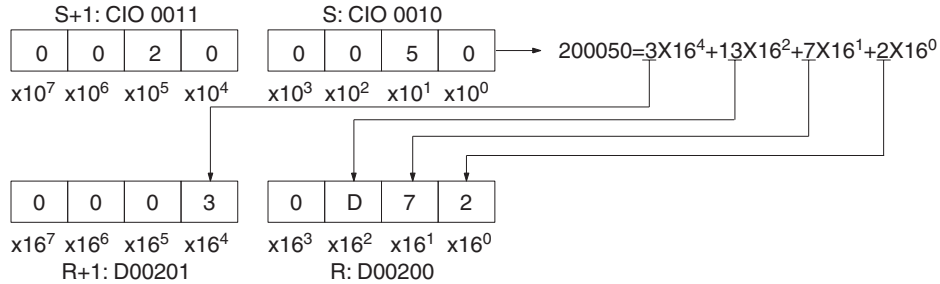 S+1: CIO 0011 S: CIO 0010
0 0 2 0 0 0 5 0 200050=3X16⁴+13X16²+7X16¹+2X16⁰
x10⁷ x10⁶ x10⁵ x10⁴ x10³ x10² x10¹ x10⁰
0 0 0 3 0 D 7 2
x16⁷ x16⁶ x16⁵ x16⁴ x16³ x16² x16¹ x16⁰
R+1: D00201 R: D00200